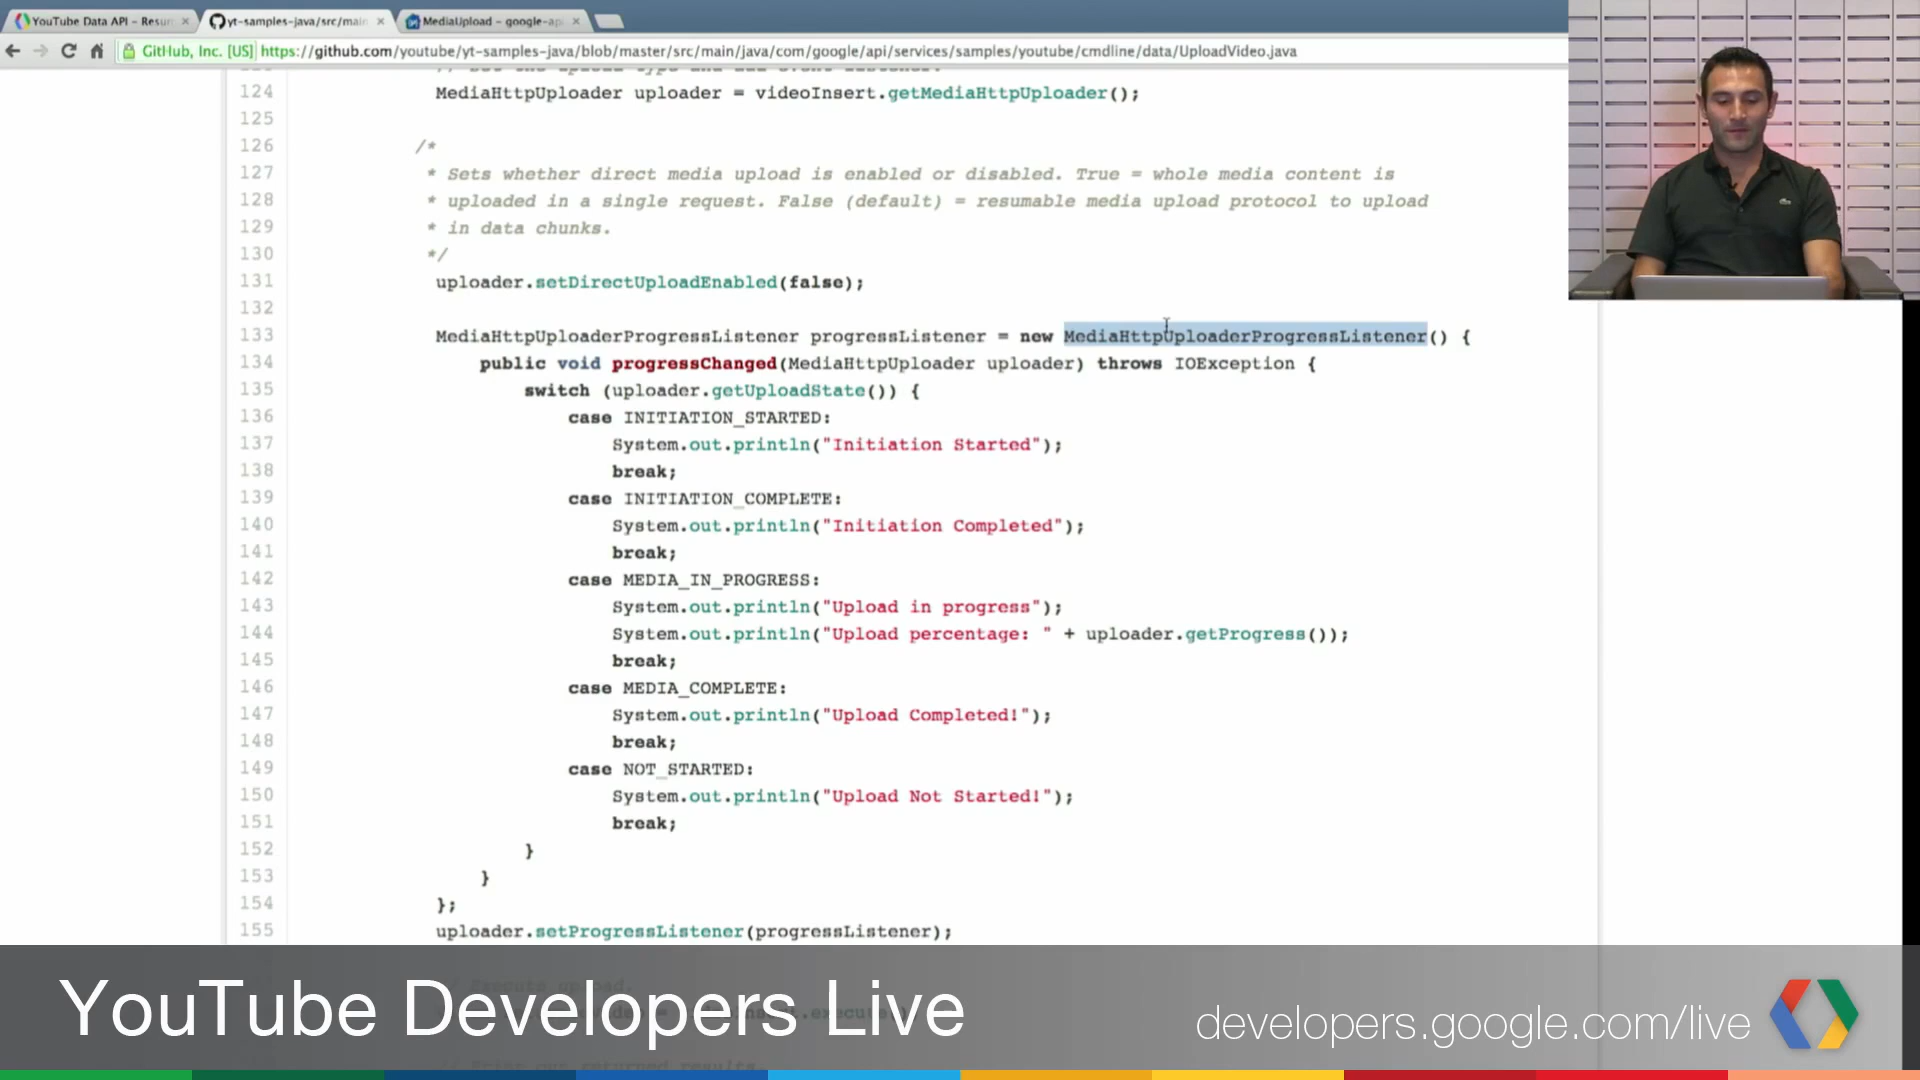 YouTube Data API - Resum
yt-samples-java/src/main
MediaUpload - google-api
GitHub, Inc. [US] https://github.com/youtube/yt-samples-java/blob/master/src/main/java/com/google/api/services/samples/youtube/cmdline/data/UploadVideo.java
124 MediaHttpUploader uploader = videoInsert.getMediaHttpUploader();
125
126 /*
127 * Sets whether direct media upload is enabled or disabled. True = whole media content is
128 * uploaded in a single request. False (default) = resumable media upload protocol to upload
129 * in data chunks.
130 */
131 uploader.setDirectUploadEnabled(false);
132
133 MediaHttpUploaderProgressListener progressListener = new MediaHttpUploaderProgressListener() {
134 public void progressChanged(MediaHttpUploader uploader) throws IOException {
135 switch (uploader.getUploadState()) {
136 case INITIATION_STARTED:
137 System.out.println("Initiation Started");
138 break;
139 case INITIATION_COMPLETE:
140 System.out.println("Initiation Completed");
141 break;
142 case MEDIA_IN_PROGRESS:
143 System.out.println("Upload in progress");
144 System.out.println("Upload percentage: " + uploader.getProgress());
145 break;
146 case MEDIA_COMPLETE:
147 System.out.println("Upload Completed!");
148 break;
149 case NOT_STARTED:
150 System.out.println("Upload Not Started!");
151 break;
152 }
153 }
154 };
155 uploader.setProgressListener(progressListener);
YouTube Developers Live
developers.google.com/live